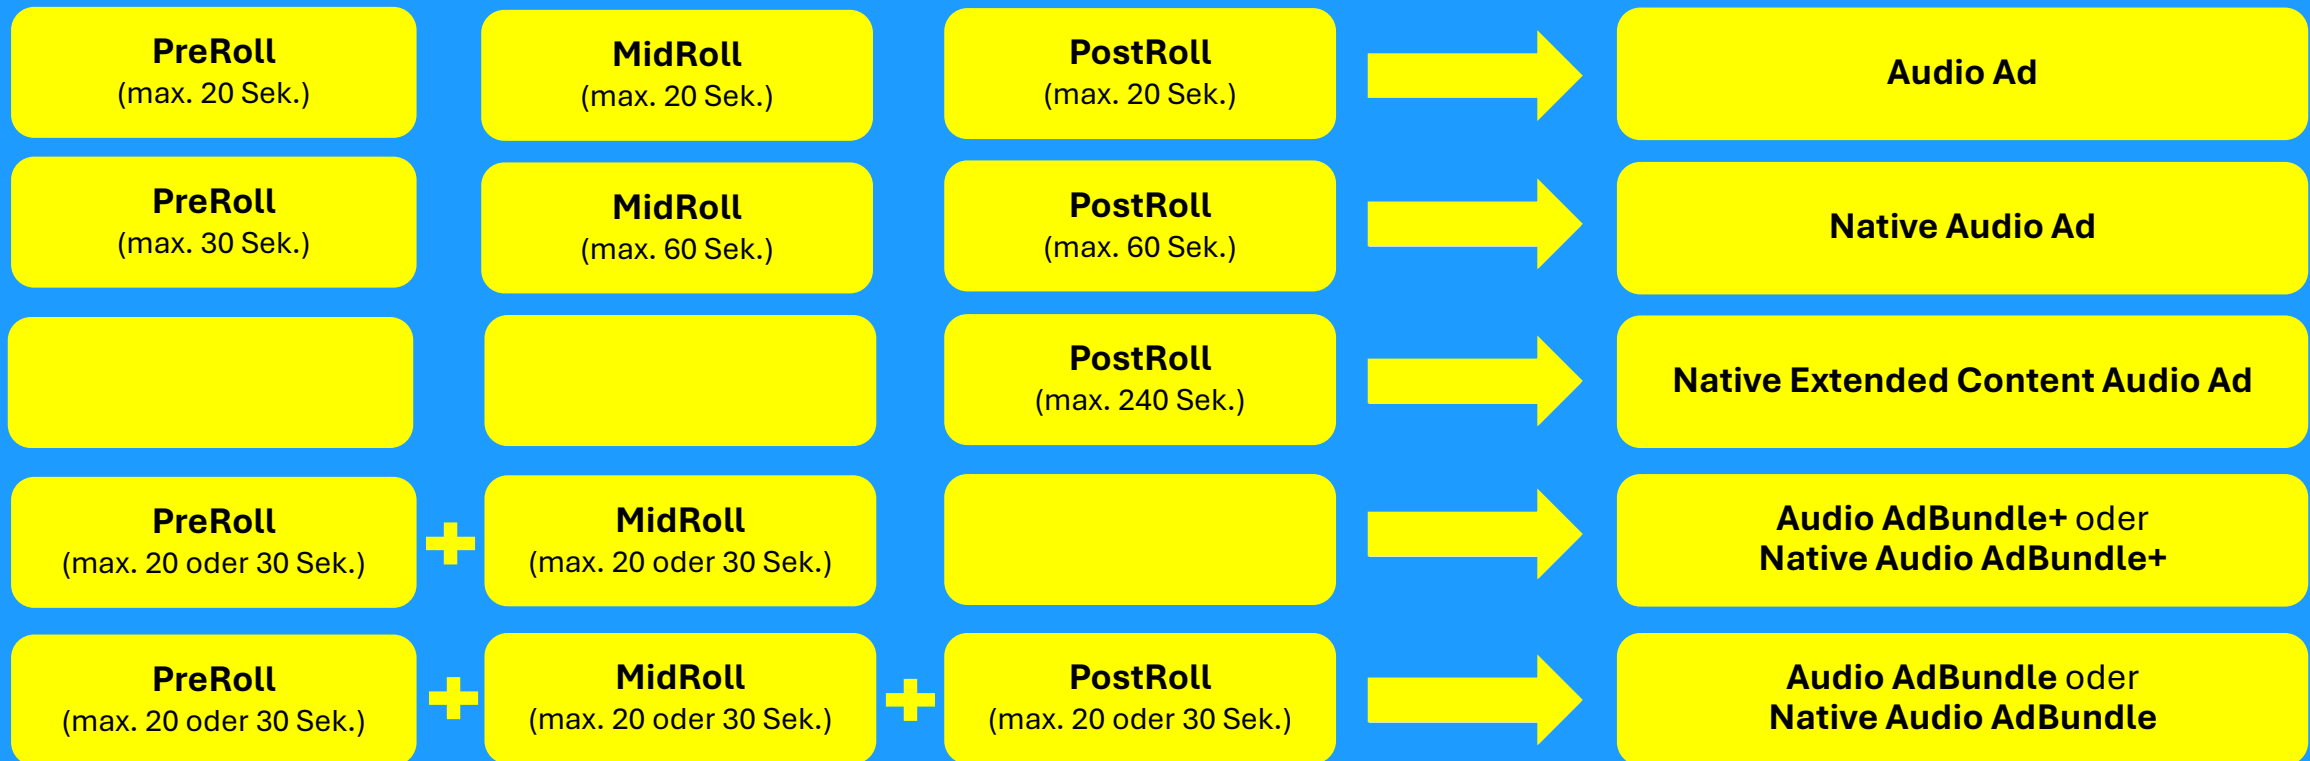 PreRoll
(max. 20 Sek.)
MidRoll
(max. 20 Sek.)
PostRoll
(max. 20 Sek.)
Audio Ad
PreRoll
(max. 30 Sek.)
MidRoll
(max. 60 Sek.)
PostRoll
(max. 60 Sek.)
Native Audio Ad
PostRoll
(max. 240 Sek.)
Native Extended Content Audio Ad
PreRoll
(max. 20 oder 30 Sek.)
MidRoll
(max. 20 oder 30 Sek.)
Audio AdBundle+ oder
Native Audio AdBundle+
PreRoll
(max. 20 oder 30 Sek.)
MidRoll
(max. 20 oder 30 Sek.)
PostRoll
(max. 20 oder 30 Sek.)
Audio AdBundle oder
Native Audio AdBundle